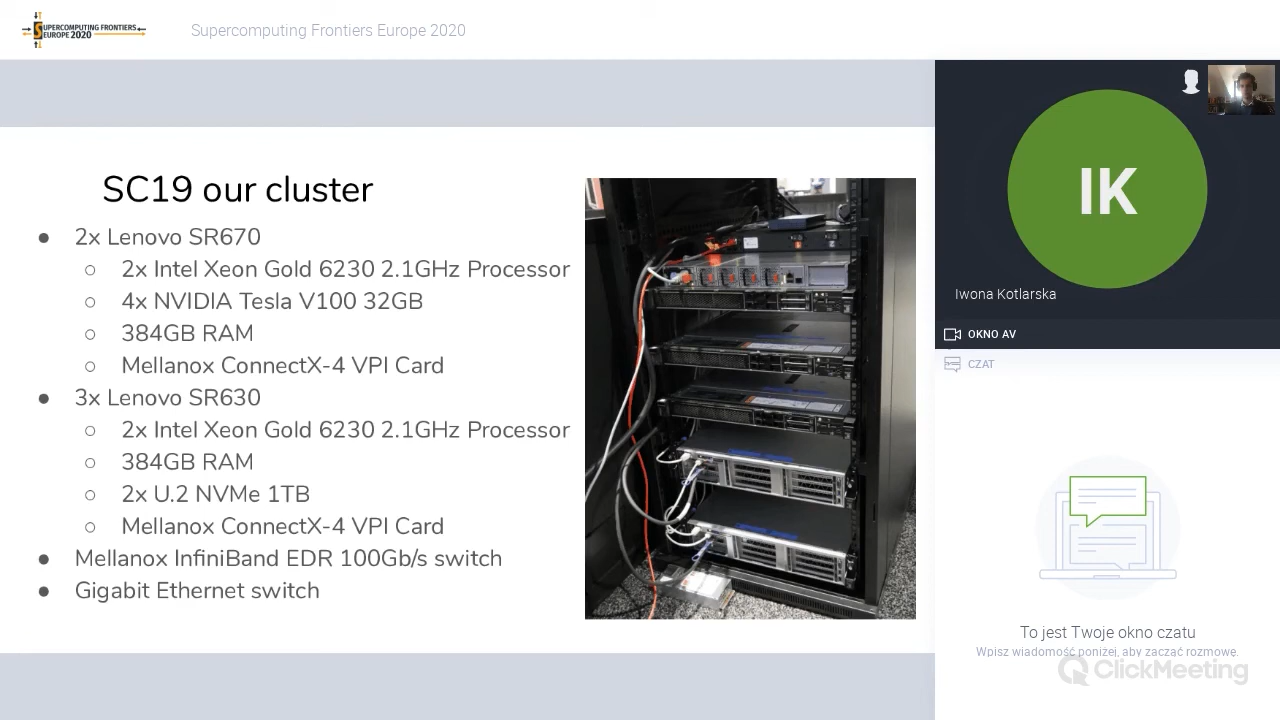 SUPERCOMPUTING FRONTIERS
EUROPE 2020
Supercomputing Frontiers Europe 2020
SC19 our cluster
● 2x Lenovo SR670
○ 2x Intel Xeon Gold 6230 2.1GHz Processor
○ 4x NVIDIA Tesla V100 32GB
○ 384GB RAM
○ Mellanox ConnectX-4 VPI Card
● 3x Lenovo SR630
○ 2x Intel Xeon Gold 6230 2.1GHz Processor
○ 384GB RAM
○ 2x U.2 NVMe 1TB
○ Mellanox ConnectX-4 VPI Card
● Mellanox InfiniBand EDR 100Gb/s switch
● Gigabit Ethernet switch
IK
Iwona Kotlarska
OKNO AV
CZAT
To jest Twoje okno czatu
Wpisz wiadomość poniżej, aby zacząć rozmowę.
ClickMeeting